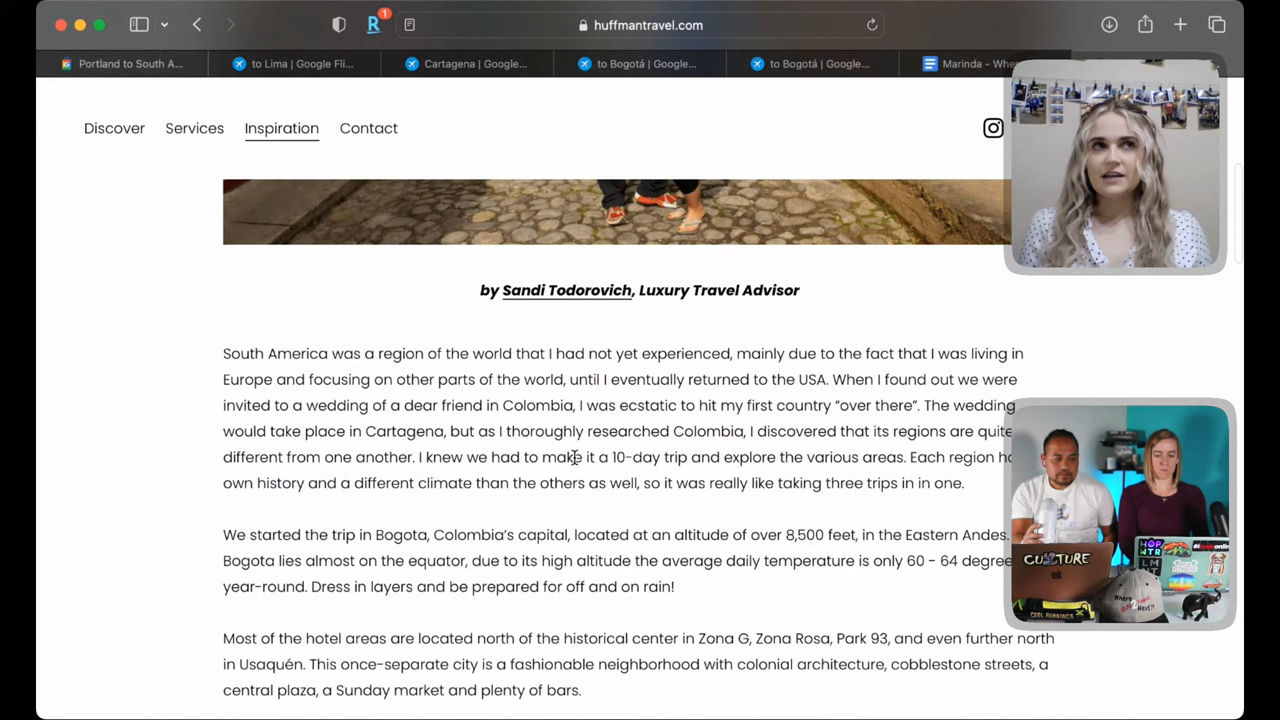 1
huffmantravel.com
Portland to South A...
to Lima | Google Fli...
Cartagena | Google...
to Bogotá | Google...
to Bogotá | Google...
Marinda - Whe
Discover Services Inspiration Contact
by Sandi Todorovich, Luxury Travel Advisor
South America was a region of the world that I had not yet experienced, mainly due to the fact that I was living in
Europe and focusing on other parts of the world, until I eventually returned to the USA. When I found out we were
invited to a wedding of a dear friend in Colombia, I was ecstatic to hit my first country “over there”. The wedding
would take place in Cartagena, but as I thoroughly researched Colombia, I discovered that its regions are quite
different from one another. I knew we had to make it a 10-day trip and explore the various areas. Each region
own history and a different climate than the others as well, so it was really like taking three trips in in one.
We started the trip in Bogota, Colombia’s capital, located at an altitude of over 8,500 feet, in the Eastern Andes.
Bogota lies almost on the equator, due to its high altitude the average daily temperature is only 60 - 64 degree
year-round. Dress in layers and be prepared for off and on rain!
Most of the hotel areas are located north of the historical center in Zona G, Zona Rosa, Park 93, and even further north
in Usaquén. This once-separate city is a fashionable neighborhood with colonial architecture, cobblestone streets, a
central plaza, a Sunday market and plenty of bars.
CULTURE
COOL RUNNINGS